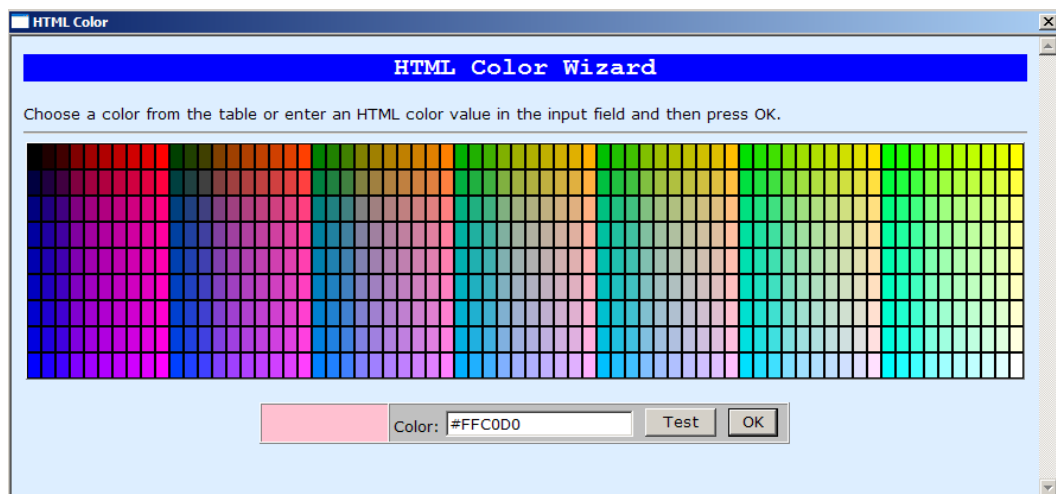 HTML Color
HTML Color Wizard
Choose a color from the table or enter an HTML color value in the input field and then press OK.
Color: #FFC0D0 Test OK